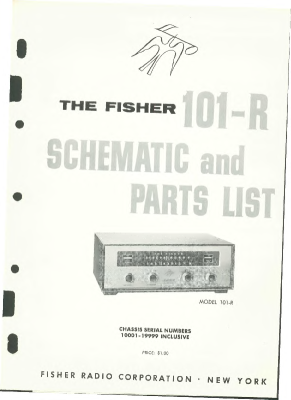 THE FISHER 101-R
SCHEMATIC and
PARTS LIST
MODEL 101-R
CHASSIS SERIAL NUMBERS
10001-19999 INCLUSIVE
PRICE: $1.00
FISHER RADIO CORPORATION · NEW YORK